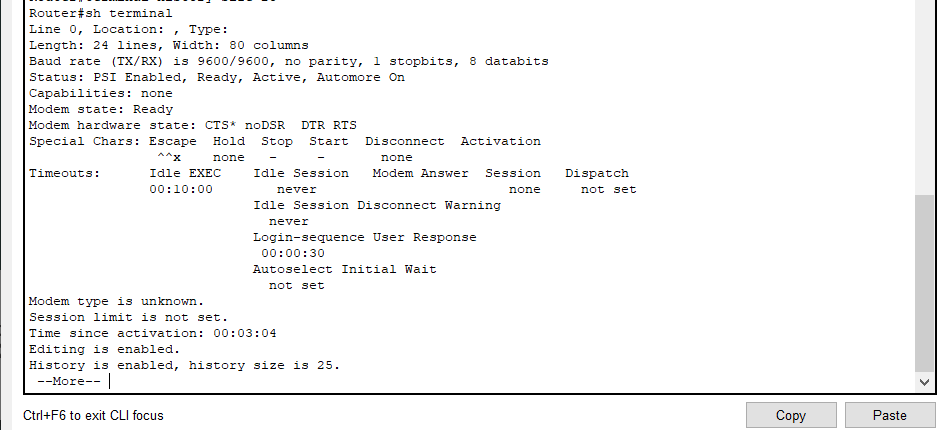 Router#sh terminal
Line 0, Location: , Type:
Length: 24 lines, Width: 80 columns
Baud rate (TX/RX) is 9600/9600, no parity, 1 stopbits, 8 databits
Status: PSI Enabled, Ready, Active, Automore On
Capabilities: none
Modem state: Ready
Modem hardware state: CTS* noDSR  DTR RTS
Special Chars: Escape  Hold  Stop  Start  Disconnect  Activation
                ^^x    none   -     -       none
Timeouts:      Idle EXEC    Idle Session   Modem Answer  Session   Dispatch
               00:10:00        never                        none     not set
                            Idle Session Disconnect Warning
                              never
                            Login-sequence User Response
                             00:00:30
                            Autoselect Initial Wait
                              not set
Modem type is unknown.
Session limit is not set.
Time since activation: 00:03:04
Editing is enabled.
History is enabled, history size is 25.
 --More--
Ctrl+F6 to exit CLI focus
Copy Paste